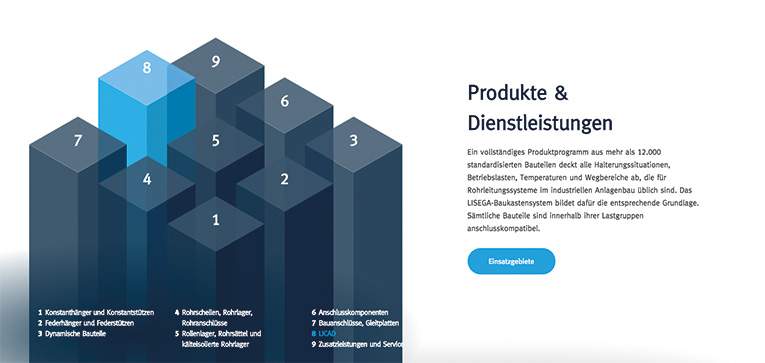 8
9
6
7
5
3
4
2
1
Produkte &
Dienstleistungen
Ein vollständiges Produktprogramm aus mehr als 12.000
standardisierten Bauteilen deckt alle Halterungssituationen,
Betriebslasten, Temperaturen und Wegbereiche ab, die für
Rohrleitungssysteme im industriellen Anlagenbau üblich sind. Das
LISEGA-Baukastensystem bildet dafür die entsprechende Grundlage.
Sämtliche Bauteile sind innerhalb ihrer Lastgruppen
anschlusskompatibel.
Einsatzgebiete
1 Konstanthänger und Konstantstützen
2 Federhänger und Federstützen
3 Dynamische Bauteile
4 Rohrschellen, Rohrlager,
Rohranschlüsse
5 Rollenlager, Rohrsättel und
kälteisolierte Rohrlager
6 Anschlusskomponenten
7 Bauanschlüsse, Gleitplatten
8 LICAD
9 Zusatzleistungen und Service